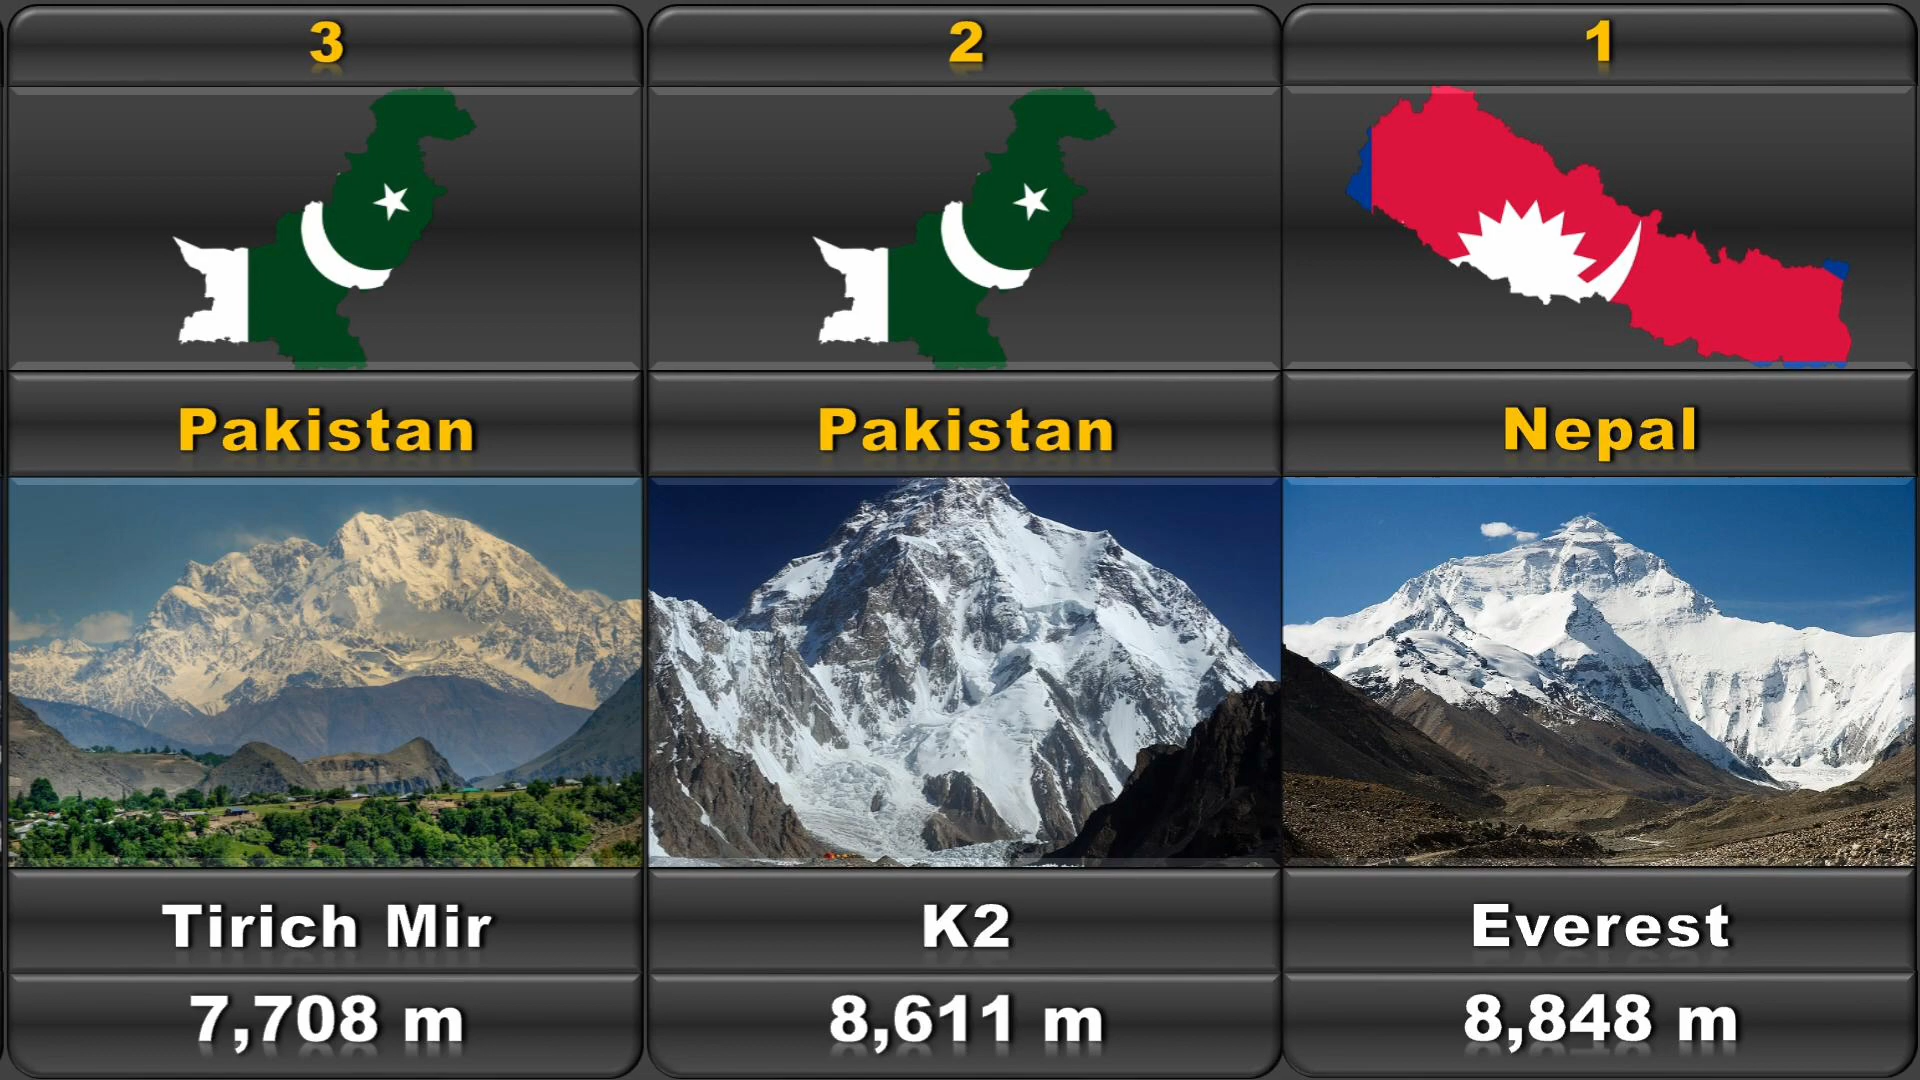 3
Pakistan
Tirich Mir
7,708 m
2
Pakistan
K2
8,611 m
1
Nepal
Everest
8,848 m